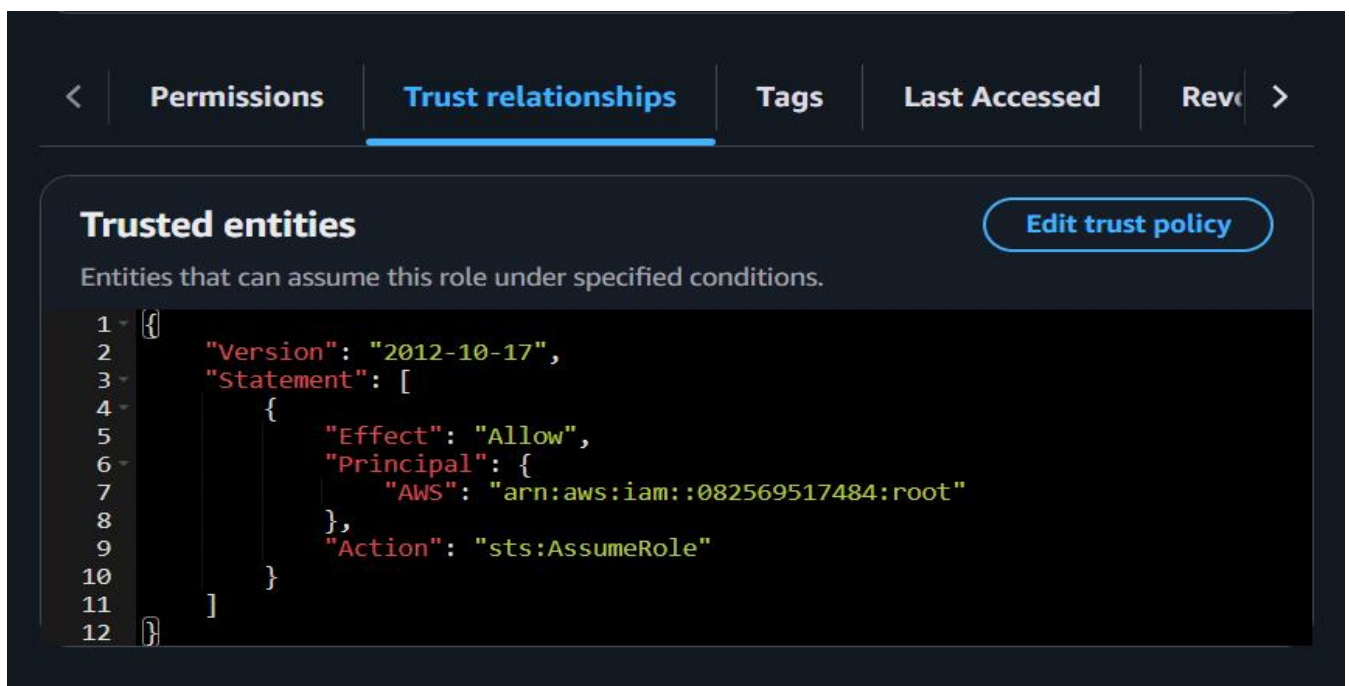 Permissions Trust relationships Tags Last Accessed Revo
Trusted entities Edit trust policy
Entities that can assume this role under specified conditions.
1 {
2 "Version": "2012-10-17",
3 "Statement": [
4 {
5 "Effect": "Allow",
6 "Principal": {
7 "AWS": "arn:aws:iam::082569517484:root"
8 },
9 "Action": "sts:AssumeRole"
10 }
11 ]
12 }